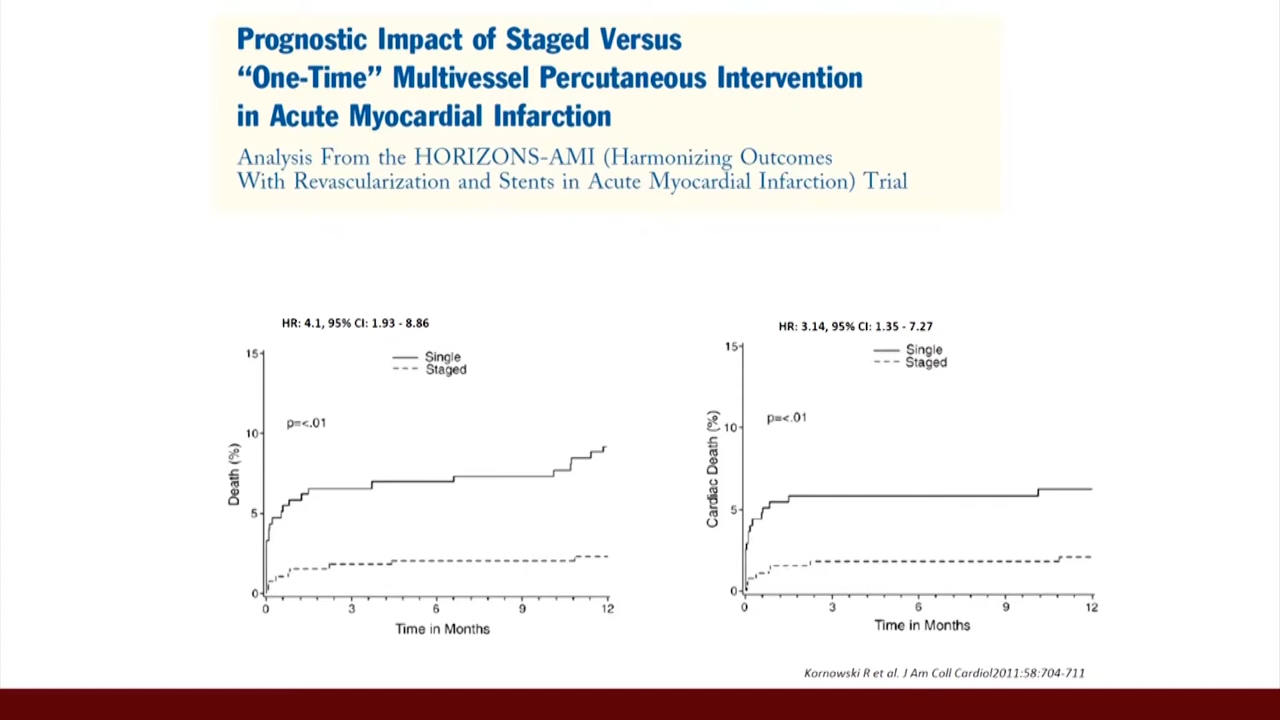 Prognostic Impact of Staged Versus
“One-Time” Multivessel Percutaneous Intervention
in Acute Myocardial Infarction
Analysis From the HORIZONS-AMI (Harmonizing Outcomes
With Revascularization and Stents in Acute Myocardial Infarction) Trial
HR: 4.1, 95% CI: 1.93 - 8.86
15
Single
Staged
p=<.01
10
Death (%)
5
0
0 3 6 9 12
Time in Months
HR: 3.14, 95% CI: 1.35 - 7.27
15
Single
Staged
p=<.01
10
Cardiac Death (%)
5
0
0 3 6 9 12
Time in Months
Kornowski R et al. J Am Coll Cardiol2011:58:704-711